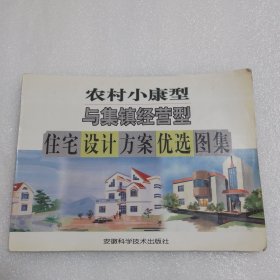 农村小康型
与集镇经营型
住宅设计方案优选图集
安徽科学技术出版社